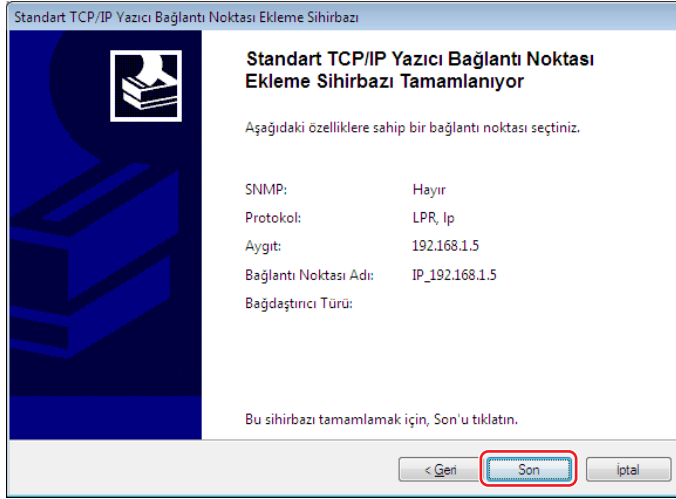 Standart TCP/IP Yazıcı Bağlantı Noktası Ekleme Sihirbazı
Standart TCP/IP Yazıcı Bağlantı Noktası
Ekleme Sihirbazı Tamamlanıyor
Aşağıdaki özelliklere sahip bir bağlantı noktası seçtiniz.
SNMP: Hayır
Protokol: LPR, lp
Aygıt: 192.168.1.5
Bağlantı Noktası Adı: IP_192.168.1.5
Bağdaştırıcı Türü:
Bu sihirbazı tamamlamak için, Son'u tıklatın.
< Geri Son İptal